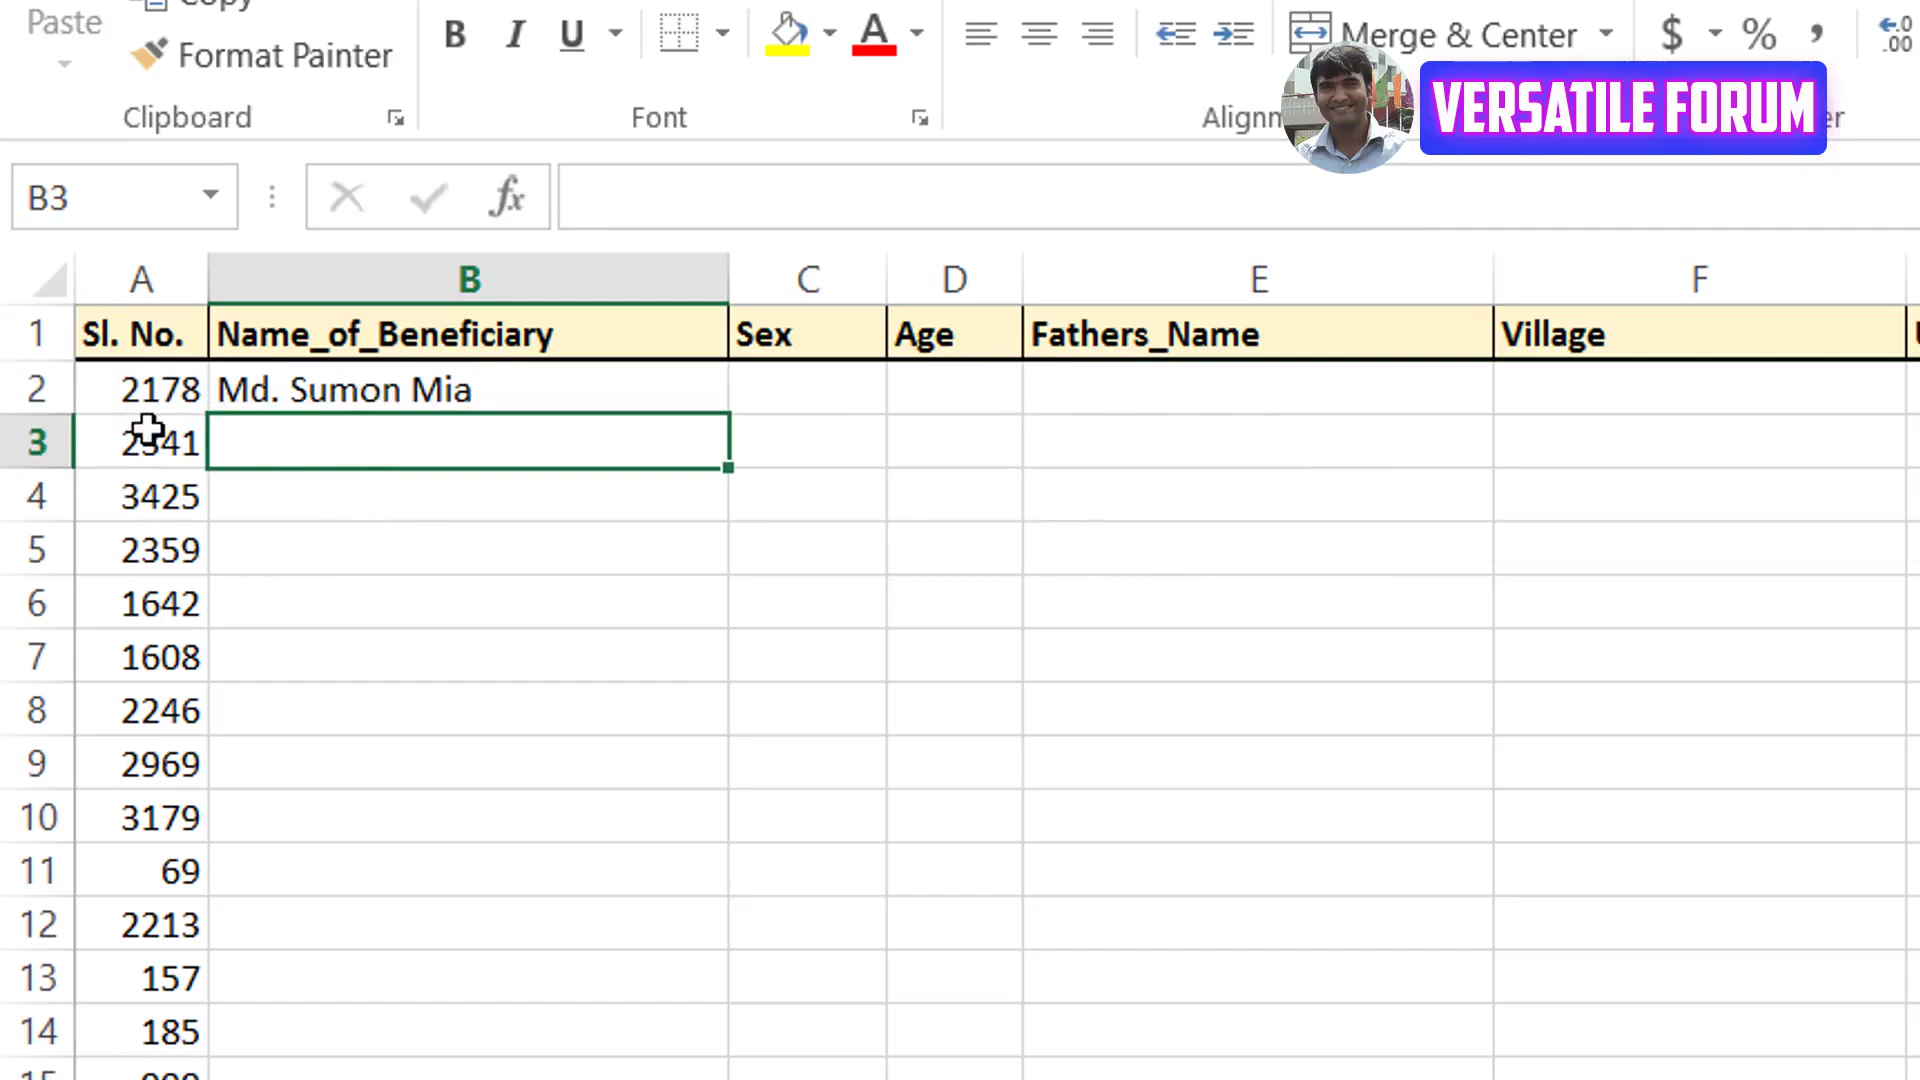 Paste
Copy
Format Painter
B I U
A
Merge & Center
$ % ,
.00
Clipboard
Font
VERSATILE FORUM
B3
fx
A B C D E F
1 Sl. No. Name_of_Beneficiary Sex Age Fathers_Name Village
2 2178 Md. Sumon Mia
3
4 3425
5 2359
6 1642
7 1608
8 2246
9 2969
10 3179
11 69
12 2213
13 157
14 185